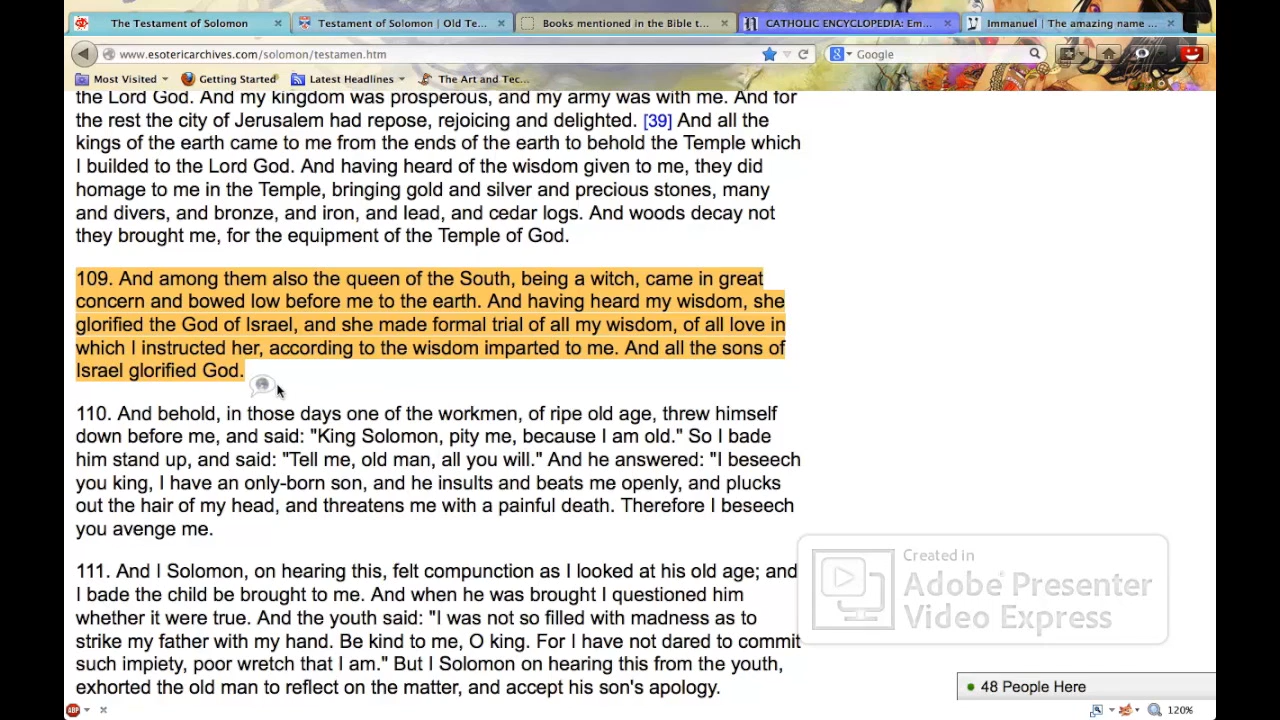 The Testament of Solomon
Testament of Solomon | Old Te...
Books mentioned in the Bible t...
CATHOLIC ENCYCLOPEDIA: Em...
Immanuel | The amazing name ...
www.esotericarchives.com/solomon/testamen.htm
Google
Most Visited
Getting Started
Latest Headlines
The Art and Tec...
the Lord God. And my kingdom was prosperous, and my army was with me. And for
the rest the city of Jerusalem had repose, rejoicing and delighted. [39] And all the
kings of the earth came to me from the ends of the earth to behold the Temple which
I builded to the Lord God. And having heard of the wisdom given to me, they did
homage to me in the Temple, bringing gold and silver and precious stones, many
and divers, and bronze, and iron, and lead, and cedar logs. And woods decay not
they brought me, for the equipment of the Temple of God.
109. And among them also the queen of the South, being a witch, came in great
concern and bowed low before me to the earth. And having heard my wisdom, she
glorified the God of Israel, and she made formal trial of all my wisdom, of all love in
which I instructed her, according to the wisdom imparted to me. And all the sons of
Israel glorified God.
110. And behold, in those days one of the workmen, of ripe old age, threw himself
down before me, and said: "King Solomon, pity me, because I am old." So I bade
him stand up, and said: "Tell me, old man, all you will." And he answered: "I beseech
you king, I have an only-born son, and he insults and beats me openly, and plucks
out the hair of my head, and threatens me with a painful death. Therefore I beseech
you avenge me.
111. And I Solomon, on hearing this, felt compunction as I looked at his old age; and
I bade the child be brought to me. And when he was brought I questioned him
whether it were true. And the youth said: "I was not so filled with madness as to
strike my father with my hand. Be kind to me, O king. For I have not dared to commit
such impiety, poor wretch that I am." But I Solomon on hearing this from the youth,
exhorted the old man to reflect on the matter, and accept his son's apology.
Created in
Adobe® Presenter
Video Express
48 People Here
ABP
120%